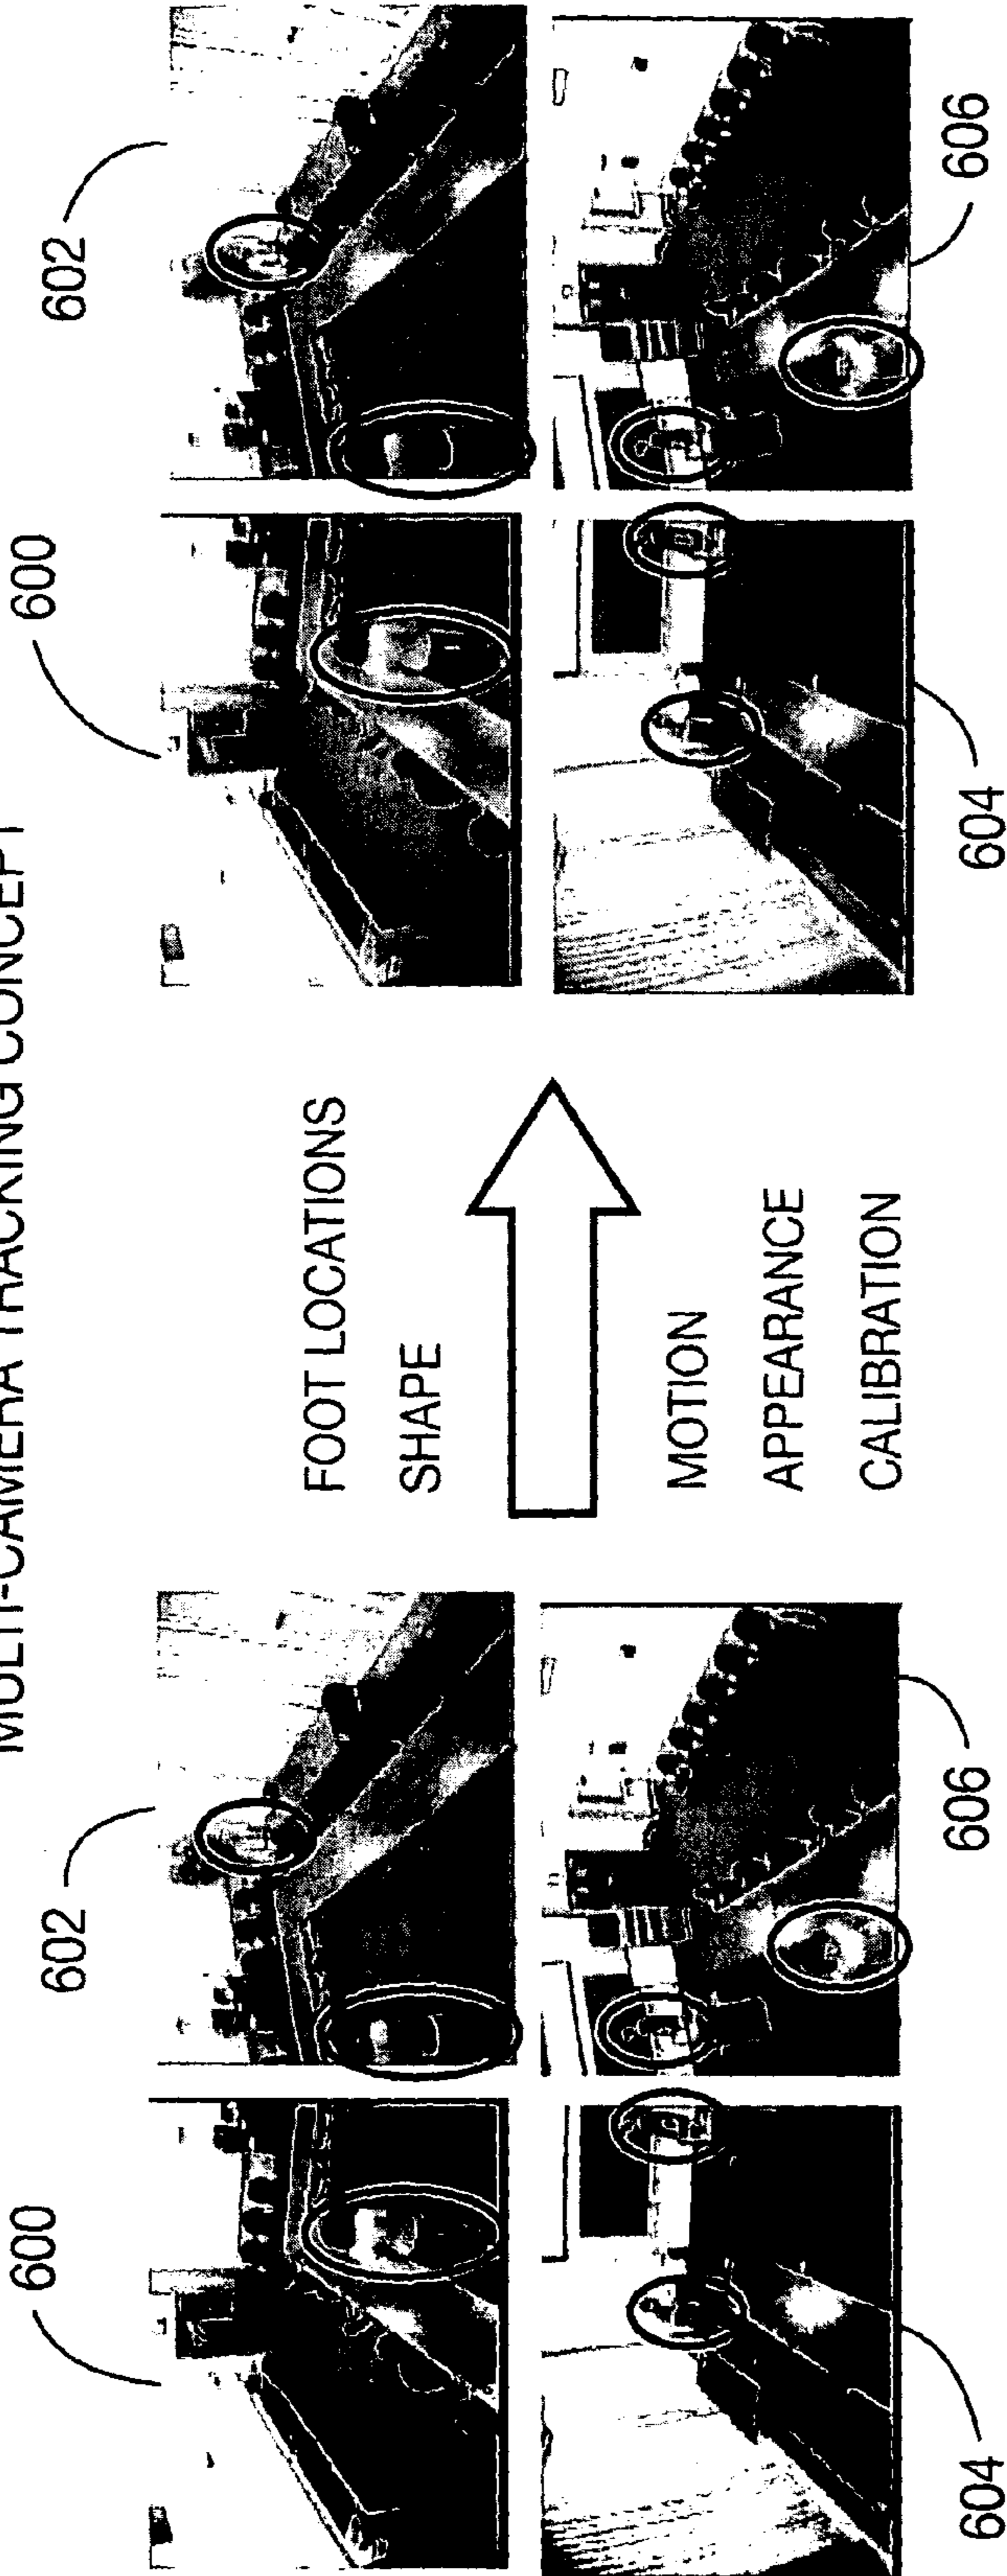 MULTI-CAMERA TRACKING CONCEPT
600
602
604
606
FOOT LOCATIONS
SHAPE
MOTION
APPEARANCE
CALIBRATION
600
602
604
606